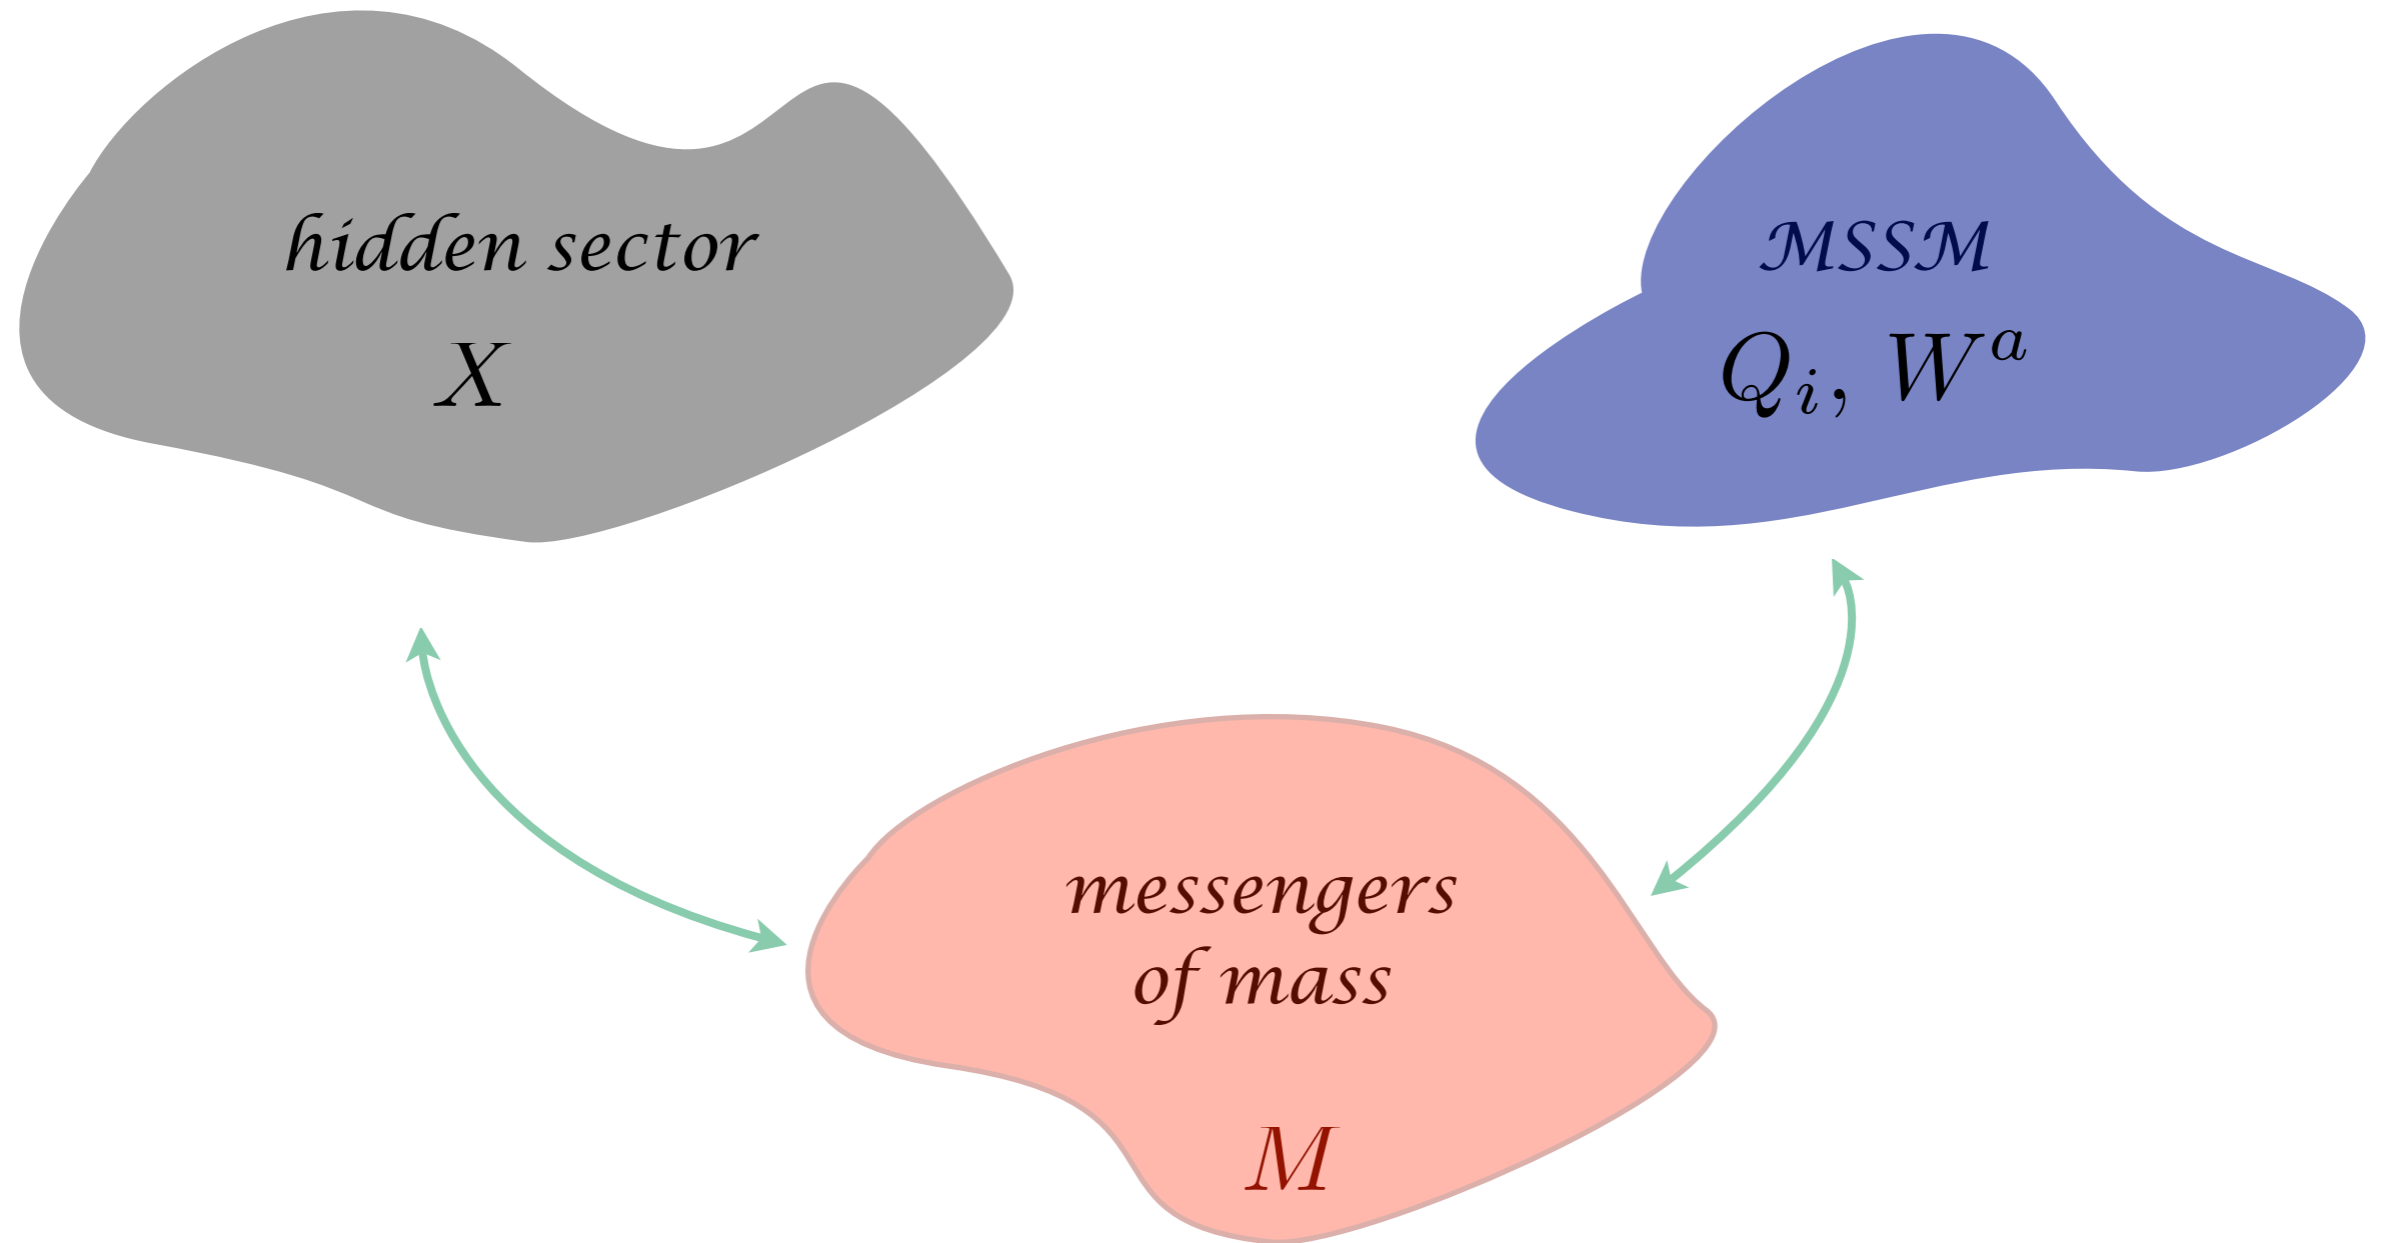 hidden sector
X
MSSM
Q_i, W^a
messengers
of mass
M